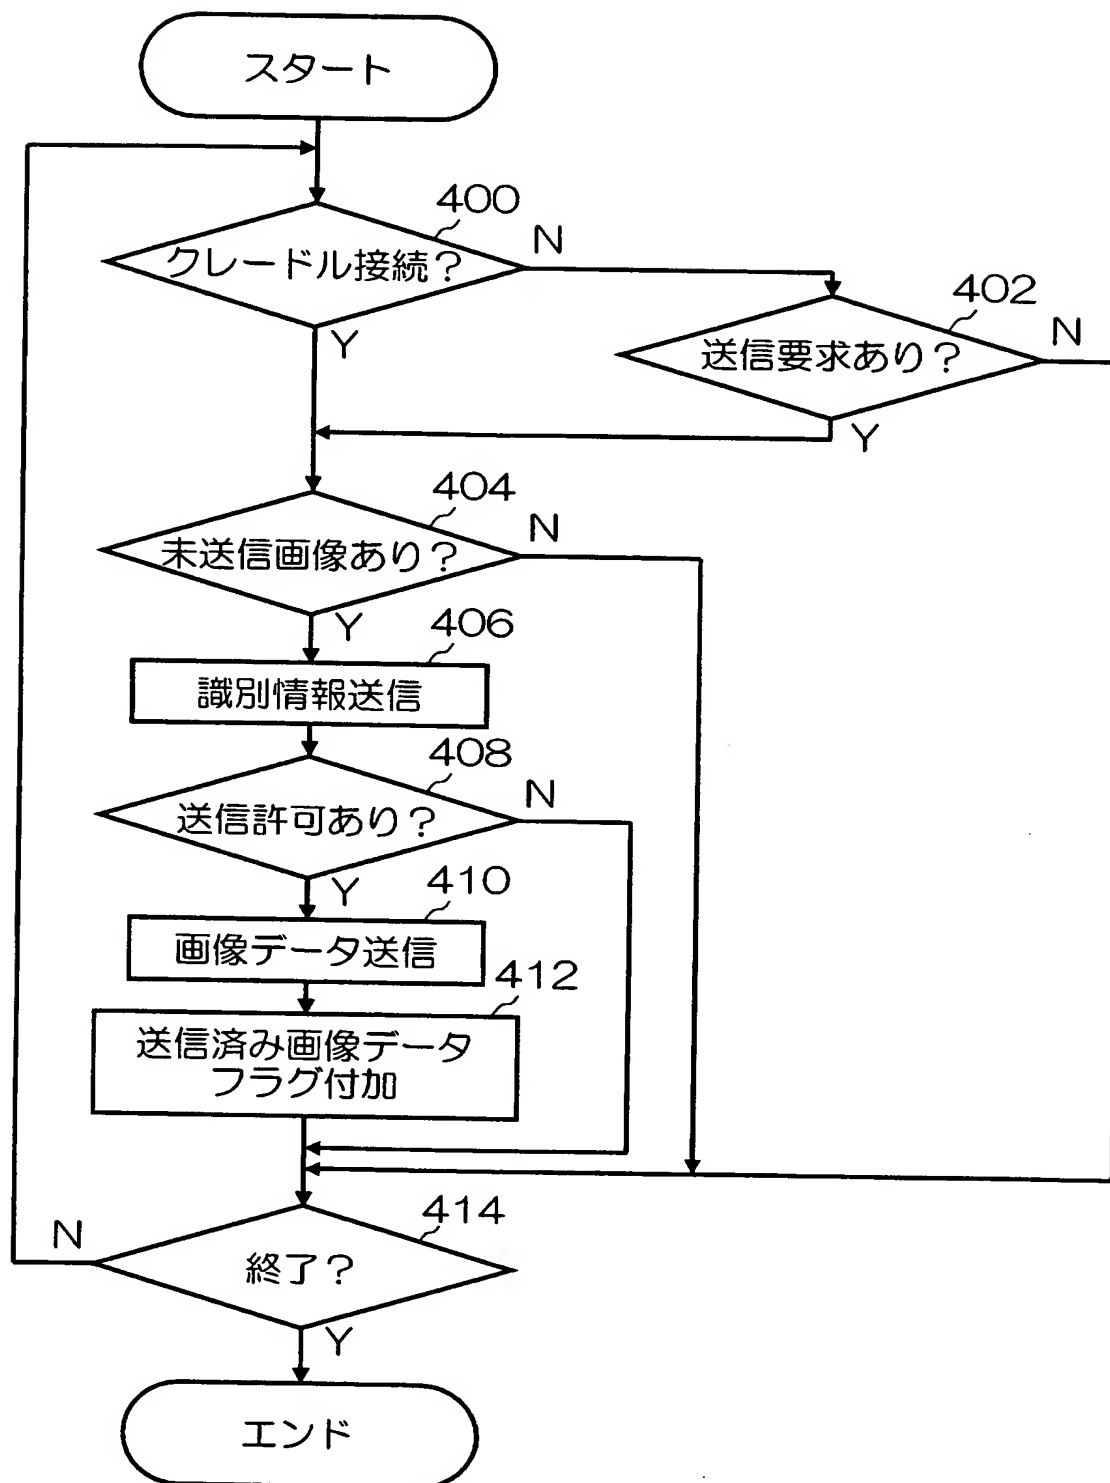 スタート
400
クレードル接続?
N
Y
402
送信要求あり?
N
Y
404
未送信画像あり?
N
Y
406
識別情報送信
408
送信許可あり?
N
Y
410
画像データ送信
412
送信済み画像データ
フラグ付加
414
終了?
N
Y
エンド